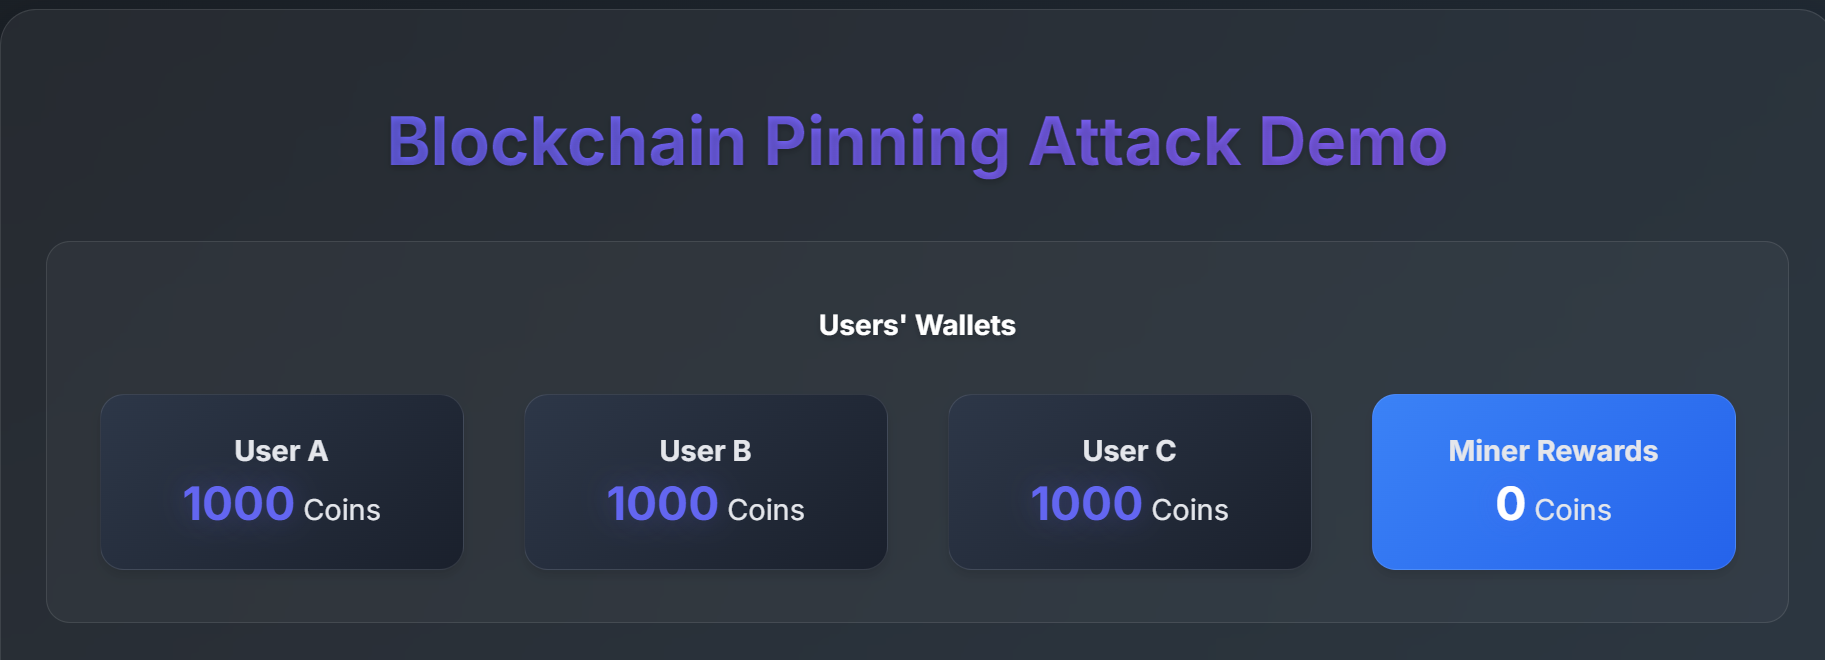 Blockchain Pinning Attack Demo
Users' Wallets
User A
1000 Coins
User B
1000 Coins
User C
1000 Coins
Miner Rewards
0 Coins